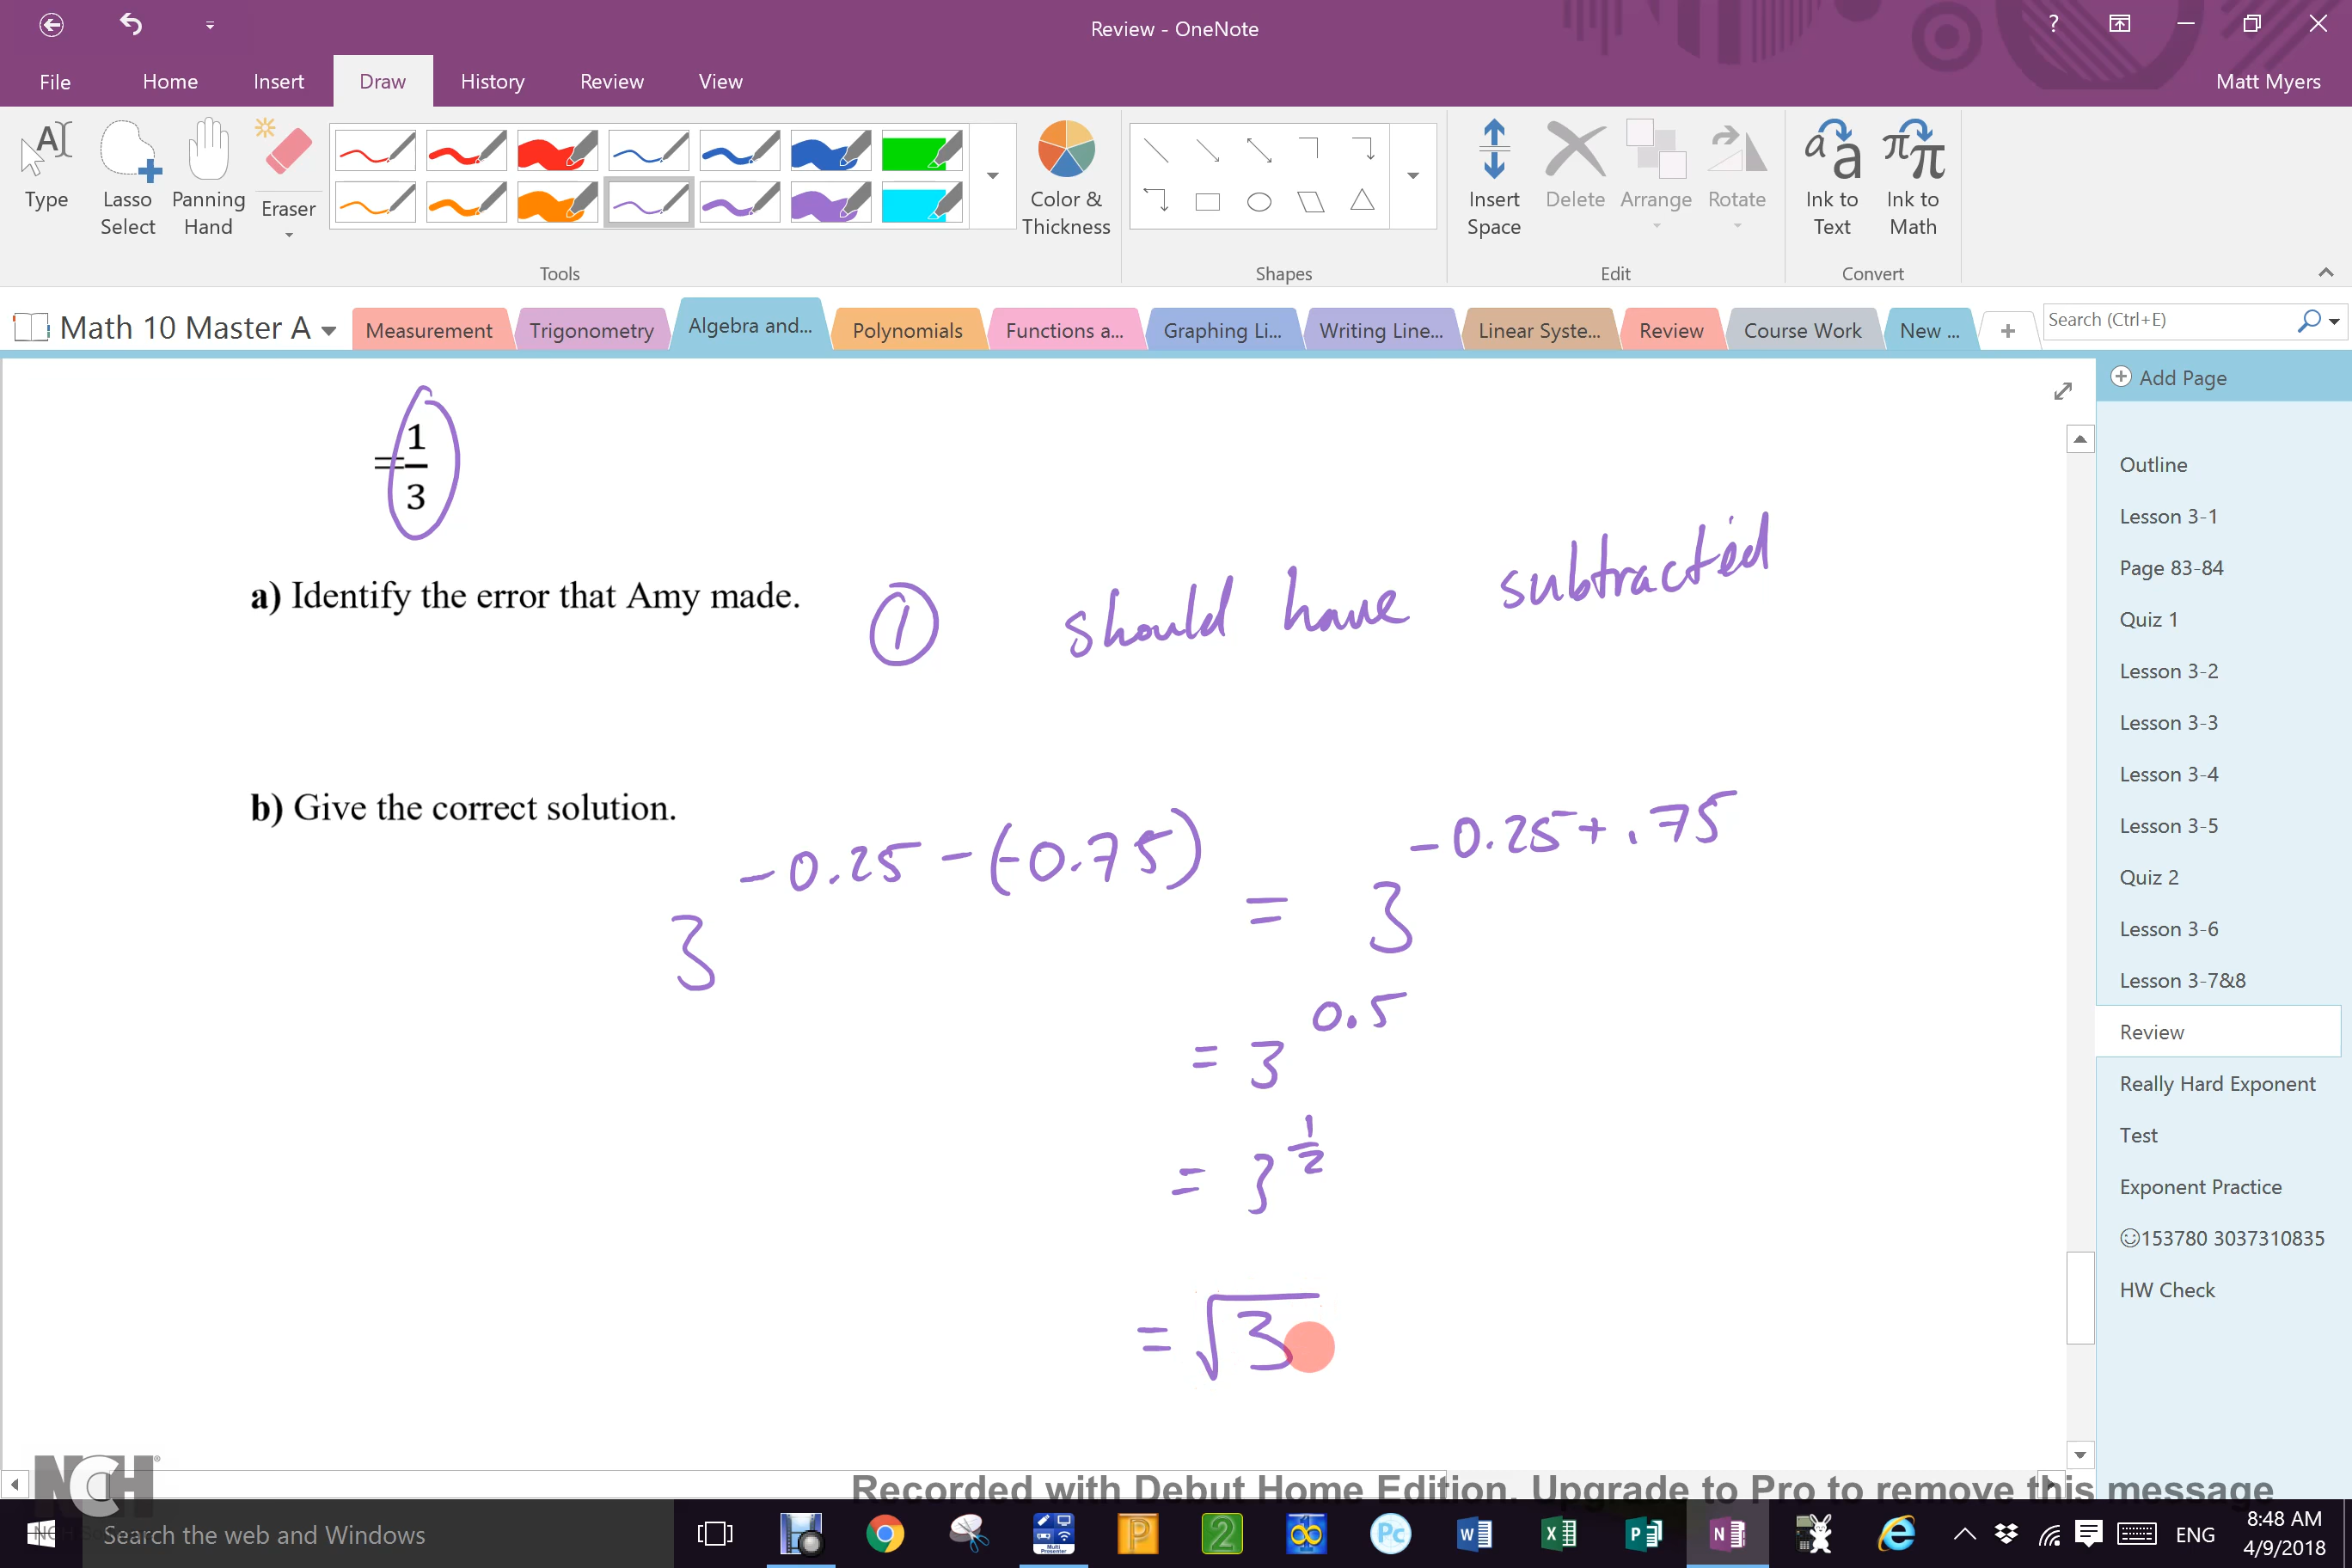 Review - OneNote
?
File Home Insert Draw History Review View
Matt Myers
Type
Lasso Select
Panning Hand
Eraser
Color & Thickness
Insert Space
Delete
Arrange
Rotate
Ink to Text
Ink to Math
Tools
Shapes
Edit
Convert
Math 10 Master A
Measurement
Trigonometry
Algebra and...
Polynomials
Functions a...
Graphing Li...
Writing Line...
Linear Syste...
Review
Course Work
New ...
+
Search (Ctrl+E)
Add Page
Outline
Lesson 3-1
Page 83-84
Quiz 1
Lesson 3-2
Lesson 3-3
Lesson 3-4
Lesson 3-5
Quiz 2
Lesson 3-6
Lesson 3-7&8
Review
Really Hard Exponent
Test
Exponent Practice
☺153780 3037310835
HW Check
= 1/3
a) Identify the error that Amy made.
① should have subtracted
b) Give the correct solution.
3^(-0.25 - (-0.75)) = 3^(-0.25 + .75)
= 3^0.5
= 3^(1/2)
= √3
NCH
Recorded with Debut Home Edition. Upgrade to Pro to remove this message
Search the web and Windows
ENG
8:48 AM
4/9/2018